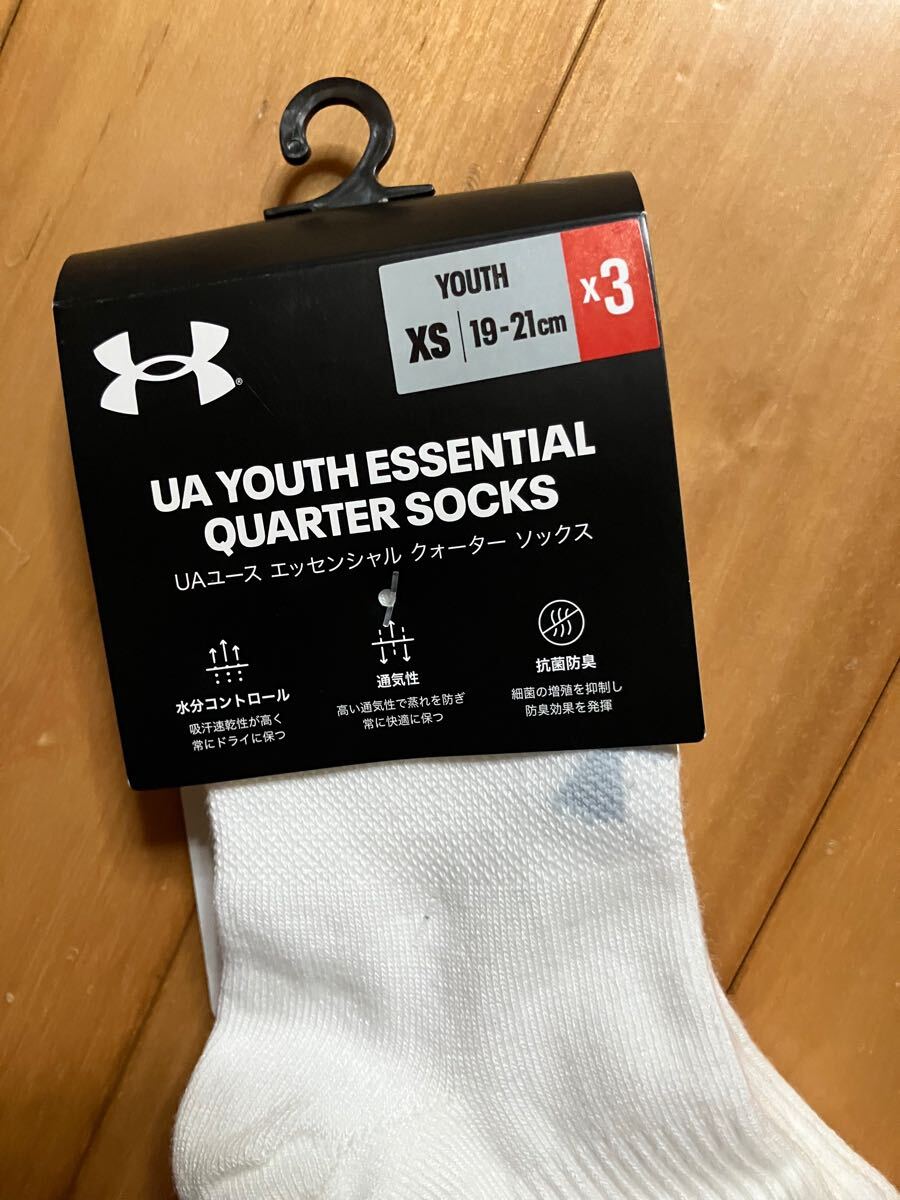 YOUTH
XS 19-21cm
x3
UA YOUTH ESSENTIAL
QUARTER SOCKS
UAユース エッセンシャル クォーター ソックス
水分コントロール
吸汗速乾性が高く
常にドライに保つ
通気性
高い通気性で蒸れを防ぎ
常に快適に保つ
抗菌防臭
細菌の増殖を抑制し
防臭効果を発揮